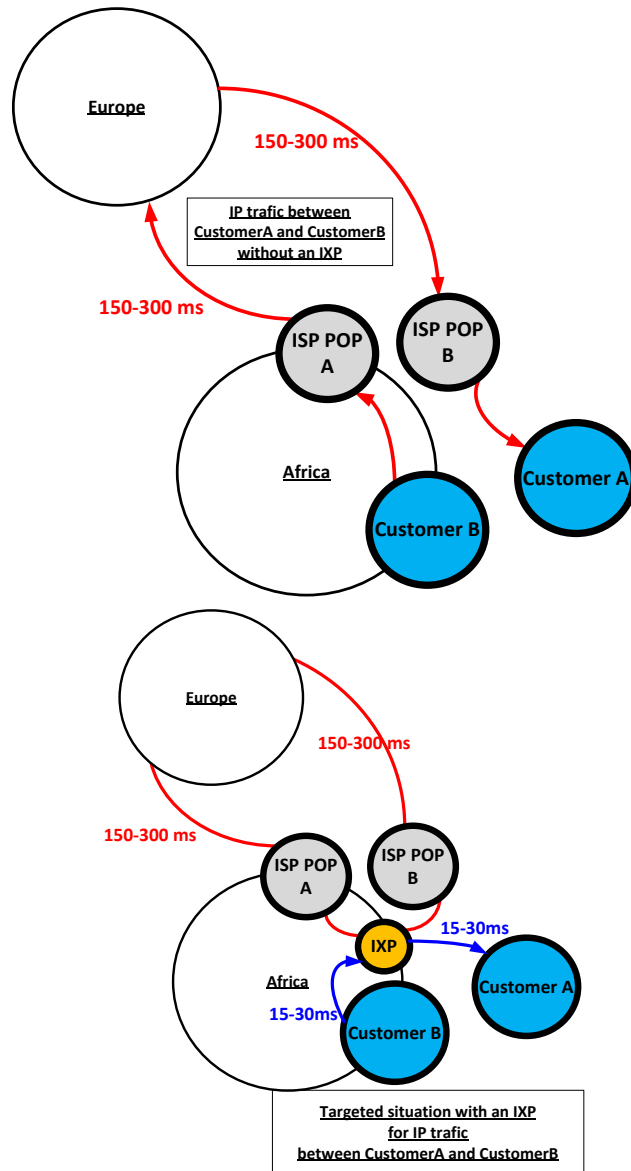 Europe
150-300 ms
IP trafic between
CustomerA and CustomerB
without an IXP
150-300 ms
ISP POP
A
ISP POP
B
Africa
Customer A
Customer B
Europe
150-300 ms
150-300 ms
ISP POP
A
ISP POP
B
IXP
15-30ms
Africa
Customer A
15-30ms
Customer B
Targeted situation with an IXP
for IP trafic
between CustomerA and CustomerB